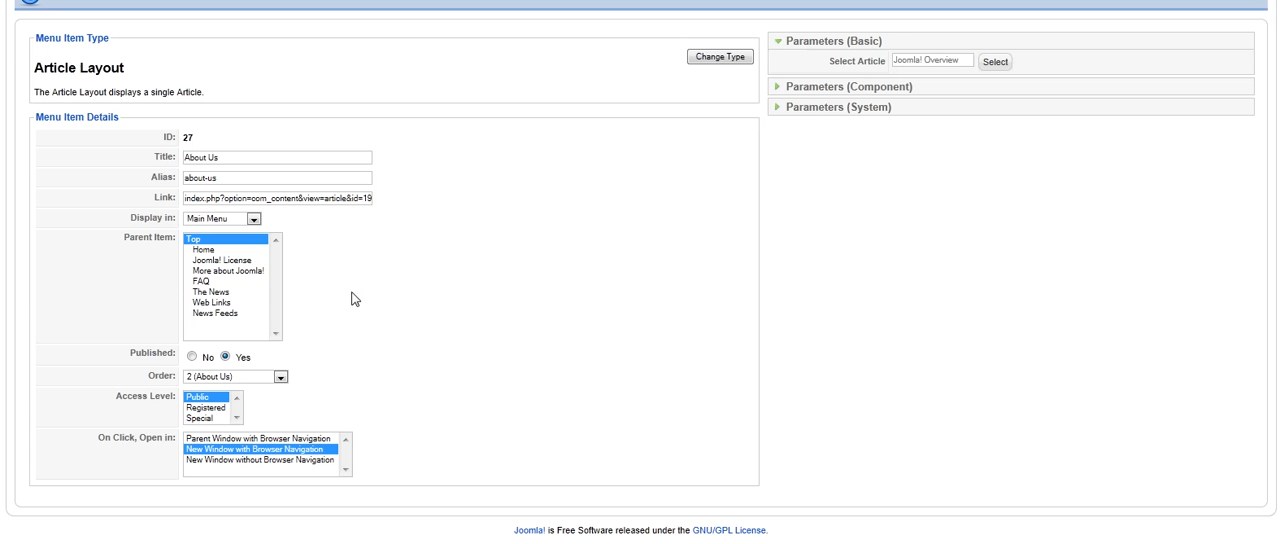 Menu Item Type
Change Type
Article Layout
The Article Layout displays a single Article.
Menu Item Details
ID: 27
Title: About Us
Alias: about-us
Link: index.php?option=com_content&view=article&id=19
Display in: Main Menu
Parent Item: Top
Home
Joomla! License
More about Joomla!
FAQ
The News
Web Links
News Feeds
Published: No Yes
Order: 2 (About Us)
Access Level: Public
Registered
Special
On Click, Open in: Parent Window with Browser Navigation
New Window with Browser Navigation
New Window without Browser Navigation
Parameters (Basic)
Select Article Joomla! Overview Select
Parameters (Component)
Parameters (System)
Joomla! is Free Software released under the GNU/GPL License.